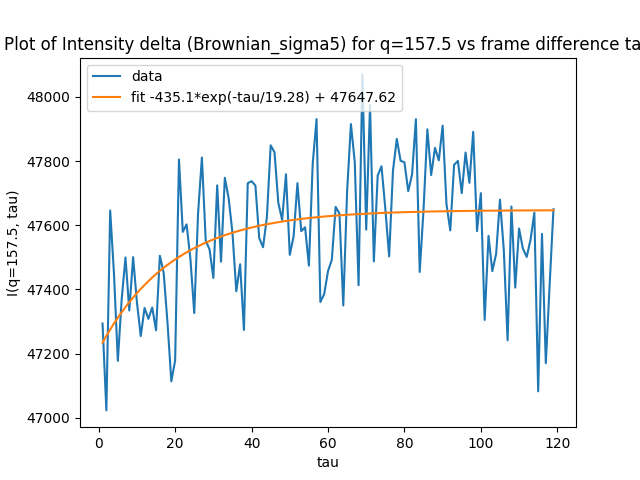 Plot of Intensity delta (Brownian_sigma5) for q=157.5 vs frame difference ta
data
fit -435.1*exp(-tau/19.28) + 47647.62
I(q=157.5, tau)
48000
47800
47600
47400
47200
47000
0 20 40 60 80 100 120
tau